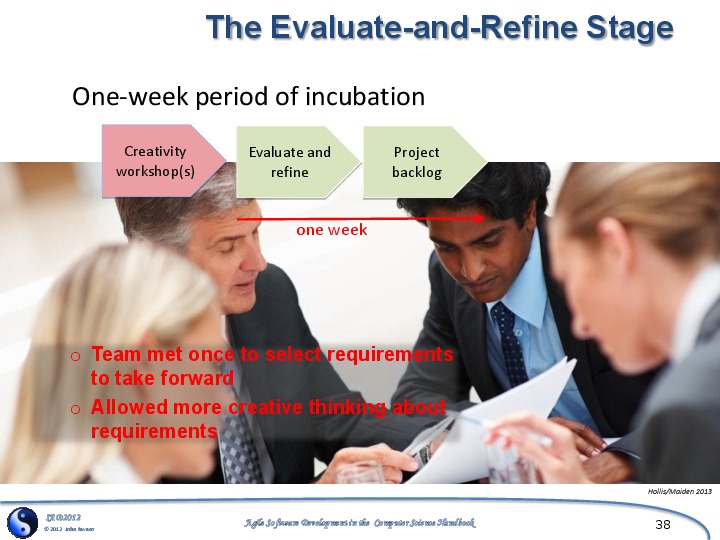 The Evaluate-and-Refine Stage
One-week period of incubation
Creativity
workshop(s)
Evaluate and
refine
Project
backlog
one week
o Team met once to select requirements
to take forward
o Allowed more creative thinking about
requirements
Hollis/Maiden 2013
© 2012 John Favaro
Agile Software Development in the Computer Science Handbook
38